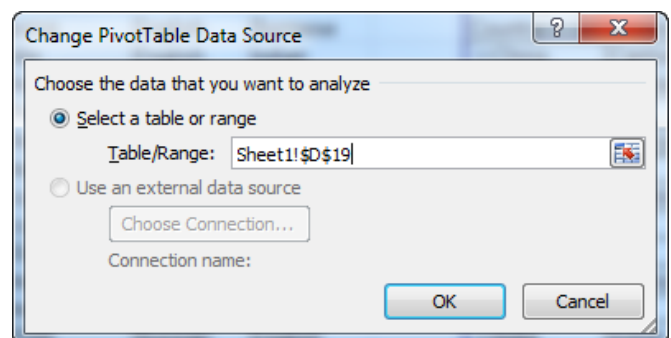 Change PivotTable Data Source
?
X
Choose the data that you want to analyze
Select a table or range
Table/Range: Sheet1!$D$19
Use an external data source
Choose Connection...
Connection name:
OK Cancel